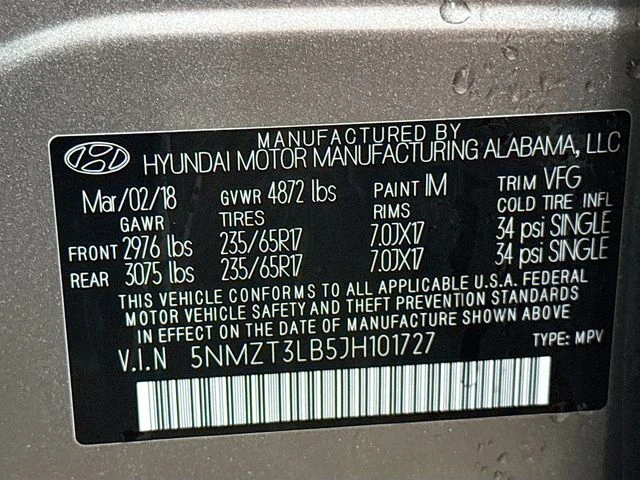 MANUFACTURED BY
HYUNDAI MOTOR MANUFACTURING ALABAMA, LLC
Mar/02/18 GVWR 4872 lbs PAINT IM TRIM VFG
GAWR TIRES RIMS COLD TIRE INFL
FRONT 2976 lbs 235/65R17 7.0JX17 34 psi SINGLE
REAR 3075 lbs 235/65R17 7.0JX17 34 psi SINGLE
THIS VEHICLE CONFORMS TO ALL APPLICABLE U.S.A. FEDERAL
MOTOR VEHICLE SAFETY AND THEFT PREVENTION STANDARDS
IN EFFECT ON THE DATE OF MANUFACTURE SHOWN ABOVE
V.I.N 5NMZT3LB5JH101727 TYPE: MPV